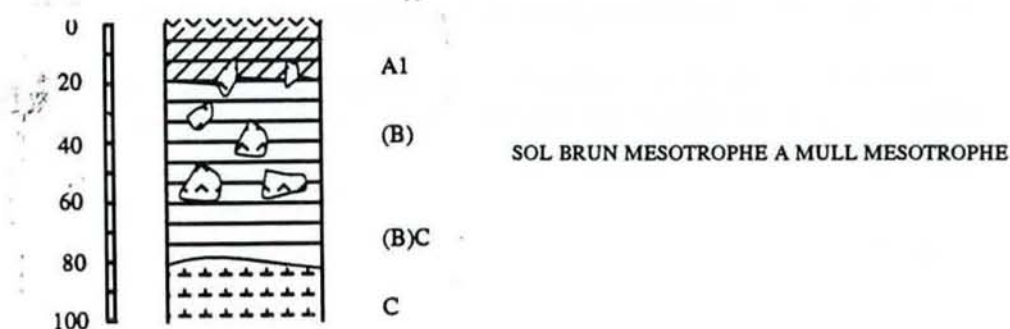 0
A1
20
(B)
40
SOL BRUN MESOTROPHE A MULL MESOTROPHE
60
(B)C
80
C
100